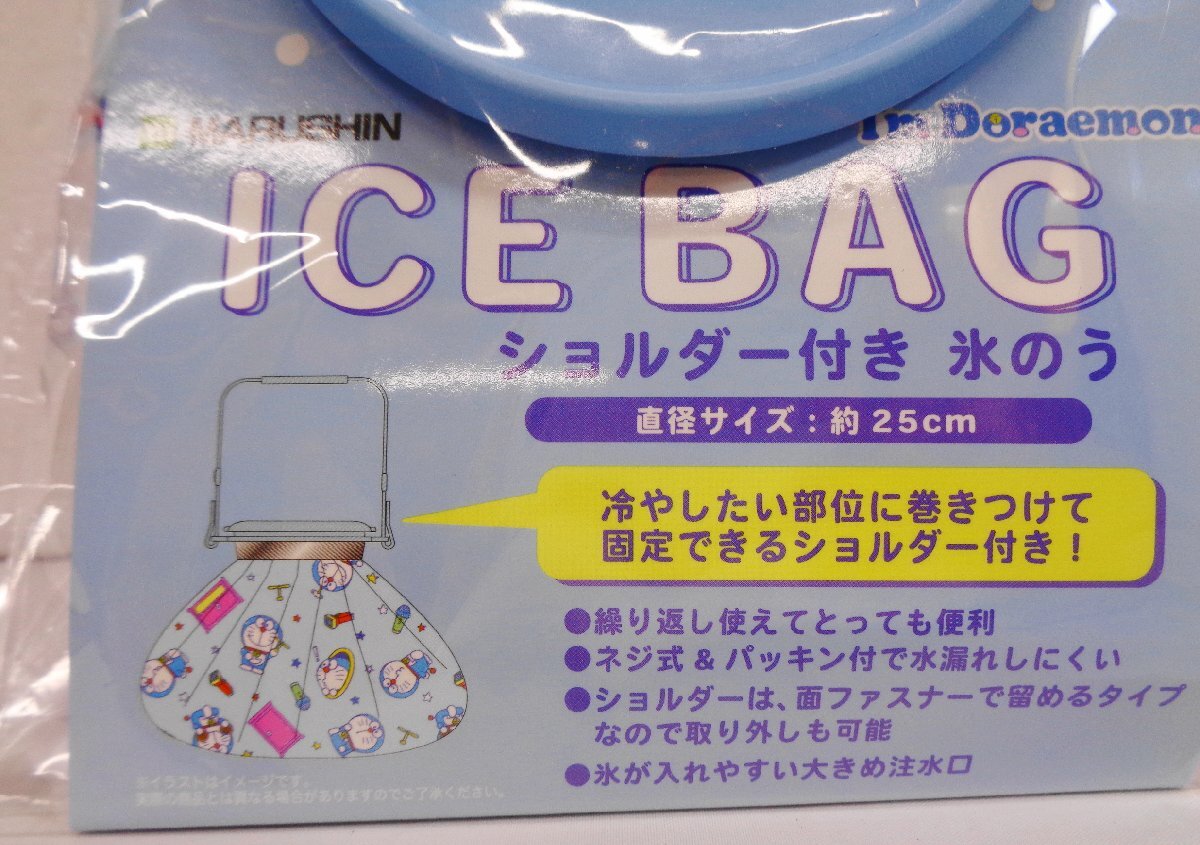 MARUSHIN
I'm Doraemon
ICE BAG
ショルダー付き 氷のう
直径サイズ：約25cm
冷やしたい部位に巻きつけて
固定できるショルダー付き！
●繰り返し使えてとっても便利
●ネジ式&パッキン付で水漏れしにくい
●ショルダーは、面ファスナーで留めるタイプ
なので取り外しも可能
●氷が入れやすい大きめ注水口
※イラストはイメージです。
実際の商品とは異なる場合がありますのでご了承ください。